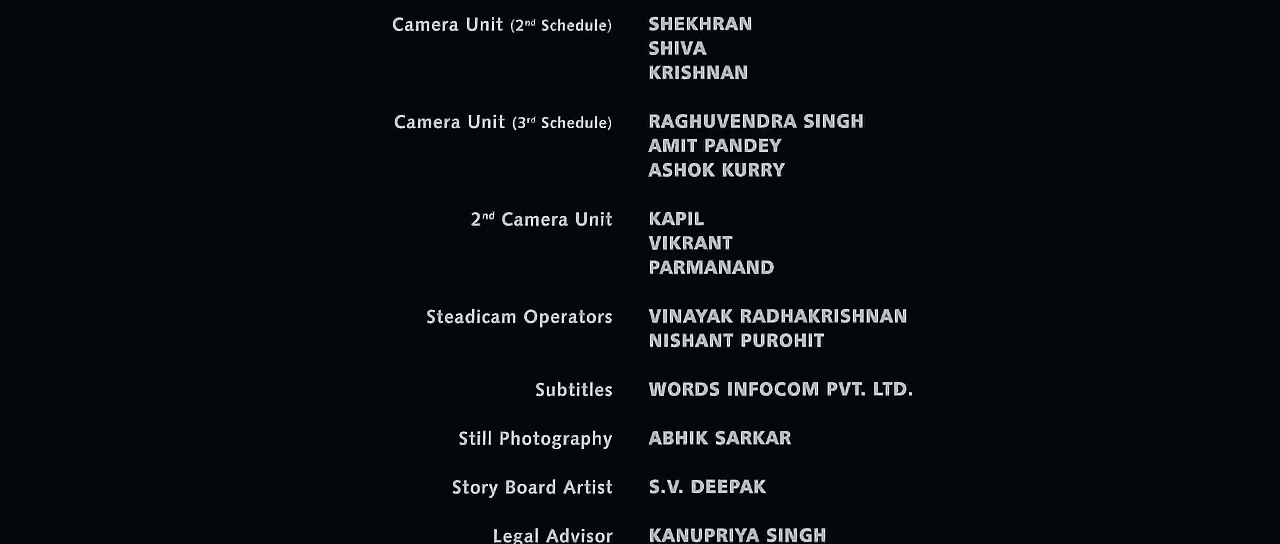 Camera Unit (2nd Schedule) SHEKHRAN
SHIVA
KRISHNAN
Camera Unit (3rd Schedule) RAGHUVENDRA SINGH
AMIT PANDEY
ASHOK KURRY
2nd Camera Unit KAPIL
VIKRANT
PARMANAND
Steadicam Operators VINAYAK RADHAKRISHNAN
NISHANT PUROHIT
Subtitles WORDS INFOCOM PVT. LTD.
Still Photography ABHIK SARKAR
Story Board Artist S.V. DEEPAK
Legal Advisor KANUPRIYA SINGH